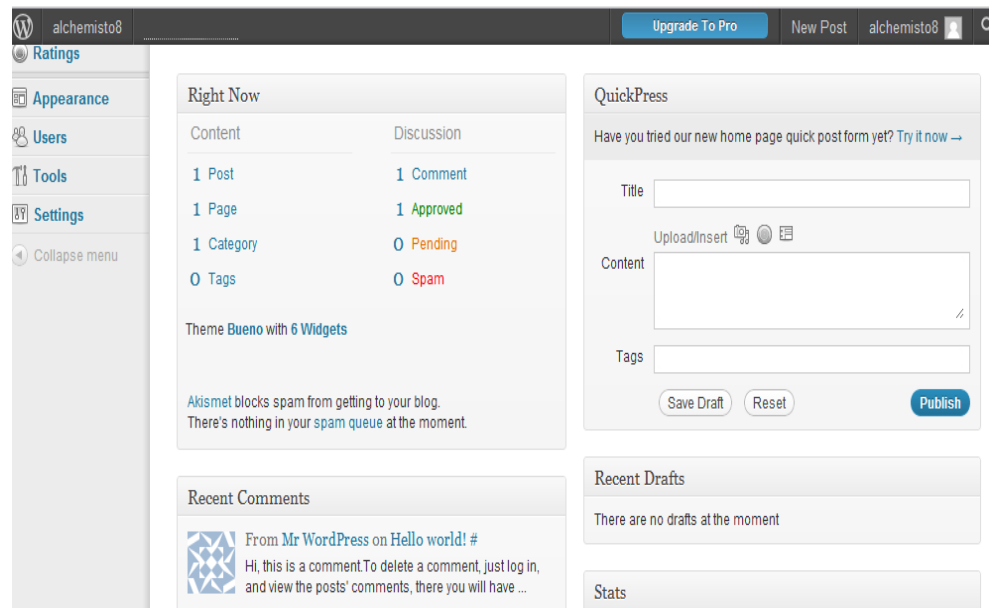 alchemisto8
Upgrade To Pro
New Post
alchemisto8
Ratings
Appearance
Users
Tools
Settings
Collapse menu
Right Now
Content
Discussion
1 Post
1 Comment
1 Page
1 Approved
1 Category
0 Pending
0 Tags
0 Spam
Theme Bueno with 6 Widgets
Akismet blocks spam from getting to your blog.
There's nothing in your spam queue at the moment.
Recent Comments
From Mr WordPress on Hello world! #
Hi, this is a comment.To delete a comment, just log in,
and view the posts' comments, there you will have ...
QuickPress
Have you tried our new home page quick post form yet? Try it now →
Title
Upload/Insert
Content
Tags
Save Draft
Reset
Publish
Recent Drafts
There are no drafts at the moment
Stats